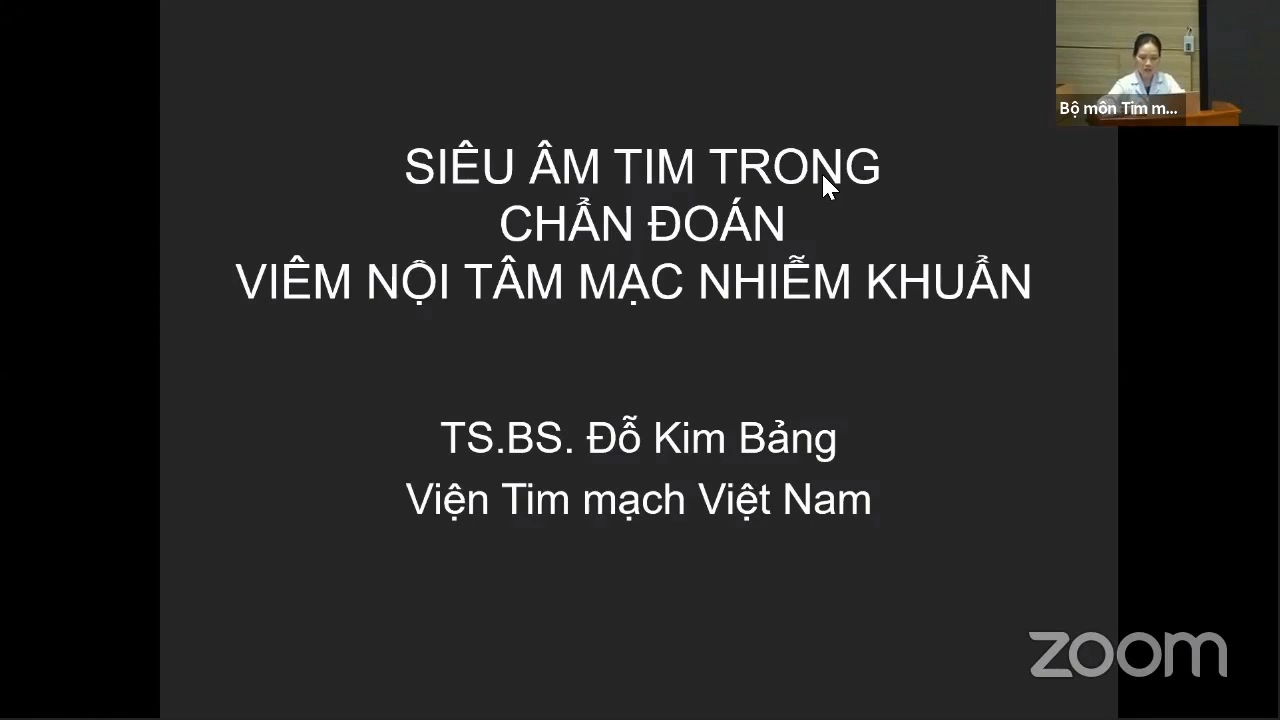 SIÊU ÂM TIM TRONG
CHẨN ĐOÁN
VIÊM NỘI TÂM MẠC NHIỄM KHUẨN
TS.BS. Đỗ Kim Bảng
Viện Tim mạch Việt Nam
Bộ môn Tim m...
zoom